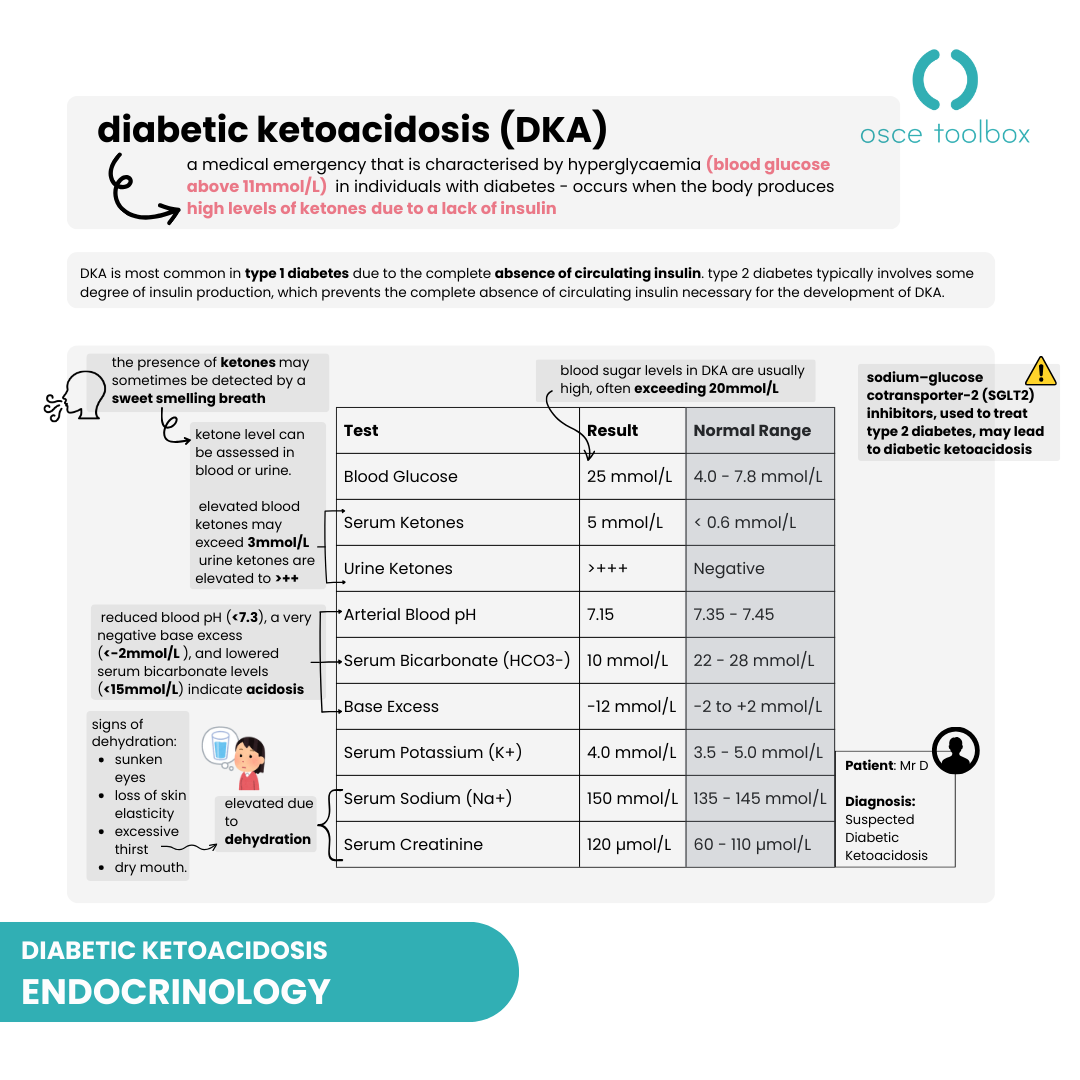 osce toolbox
diabetic ketoacidosis (DKA)
a medical emergency that is characterised by hyperglycaemia (blood glucose
above 11mmol/L) in individuals with diabetes - occurs when the body produces
high levels of ketones due to a lack of insulin
DKA is most common in type 1 diabetes due to the complete absence of circulating insulin. type 2 diabetes typically involves some
degree of insulin production, which prevents the complete absence of circulating insulin necessary for the development of DKA.
the presence of ketones may
sometimes be detected by a
sweet smelling breath
ketone level can
be assessed in
blood or urine.
elevated blood
ketones may
exceed 3mmol/L
urine ketones are
elevated to >++
reduced blood pH (<7.3), a very
negative base excess
(<-2mmol/L ), and lowered
serum bicarbonate levels
(<15mmol/L) indicate acidosis
signs of
dehydration:
• sunken
eyes
• loss of skin
elasticity
• excessive
thirst
• dry mouth.
elevated due
to
dehydration
blood sugar levels in DKA are usually
high, often exceeding 20mmol/L
sodium–glucose
cotransporter-2 (SGLT2)
inhibitors, used to treat
type 2 diabetes, may lead
to diabetic ketoacidosis
Test Result Normal Range
Blood Glucose 25 mmol/L 4.0 - 7.8 mmol/L
Serum Ketones 5 mmol/L < 0.6 mmol/L
Urine Ketones >+++ Negative
Arterial Blood pH 7.15 7.35 - 7.45
Serum Bicarbonate (HCO3-) 10 mmol/L 22 - 28 mmol/L
Base Excess -12 mmol/L -2 to +2 mmol/L
Serum Potassium (K+) 4.0 mmol/L 3.5 - 5.0 mmol/L
Serum Sodium (Na+) 150 mmol/L 135 - 145 mmol/L
Serum Creatinine 120 µmol/L 60 - 110 µmol/L
Patient: Mr D
Diagnosis:
Suspected
Diabetic
Ketoacidosis
DIABETIC KETOACIDOSIS
ENDOCRINOLOGY